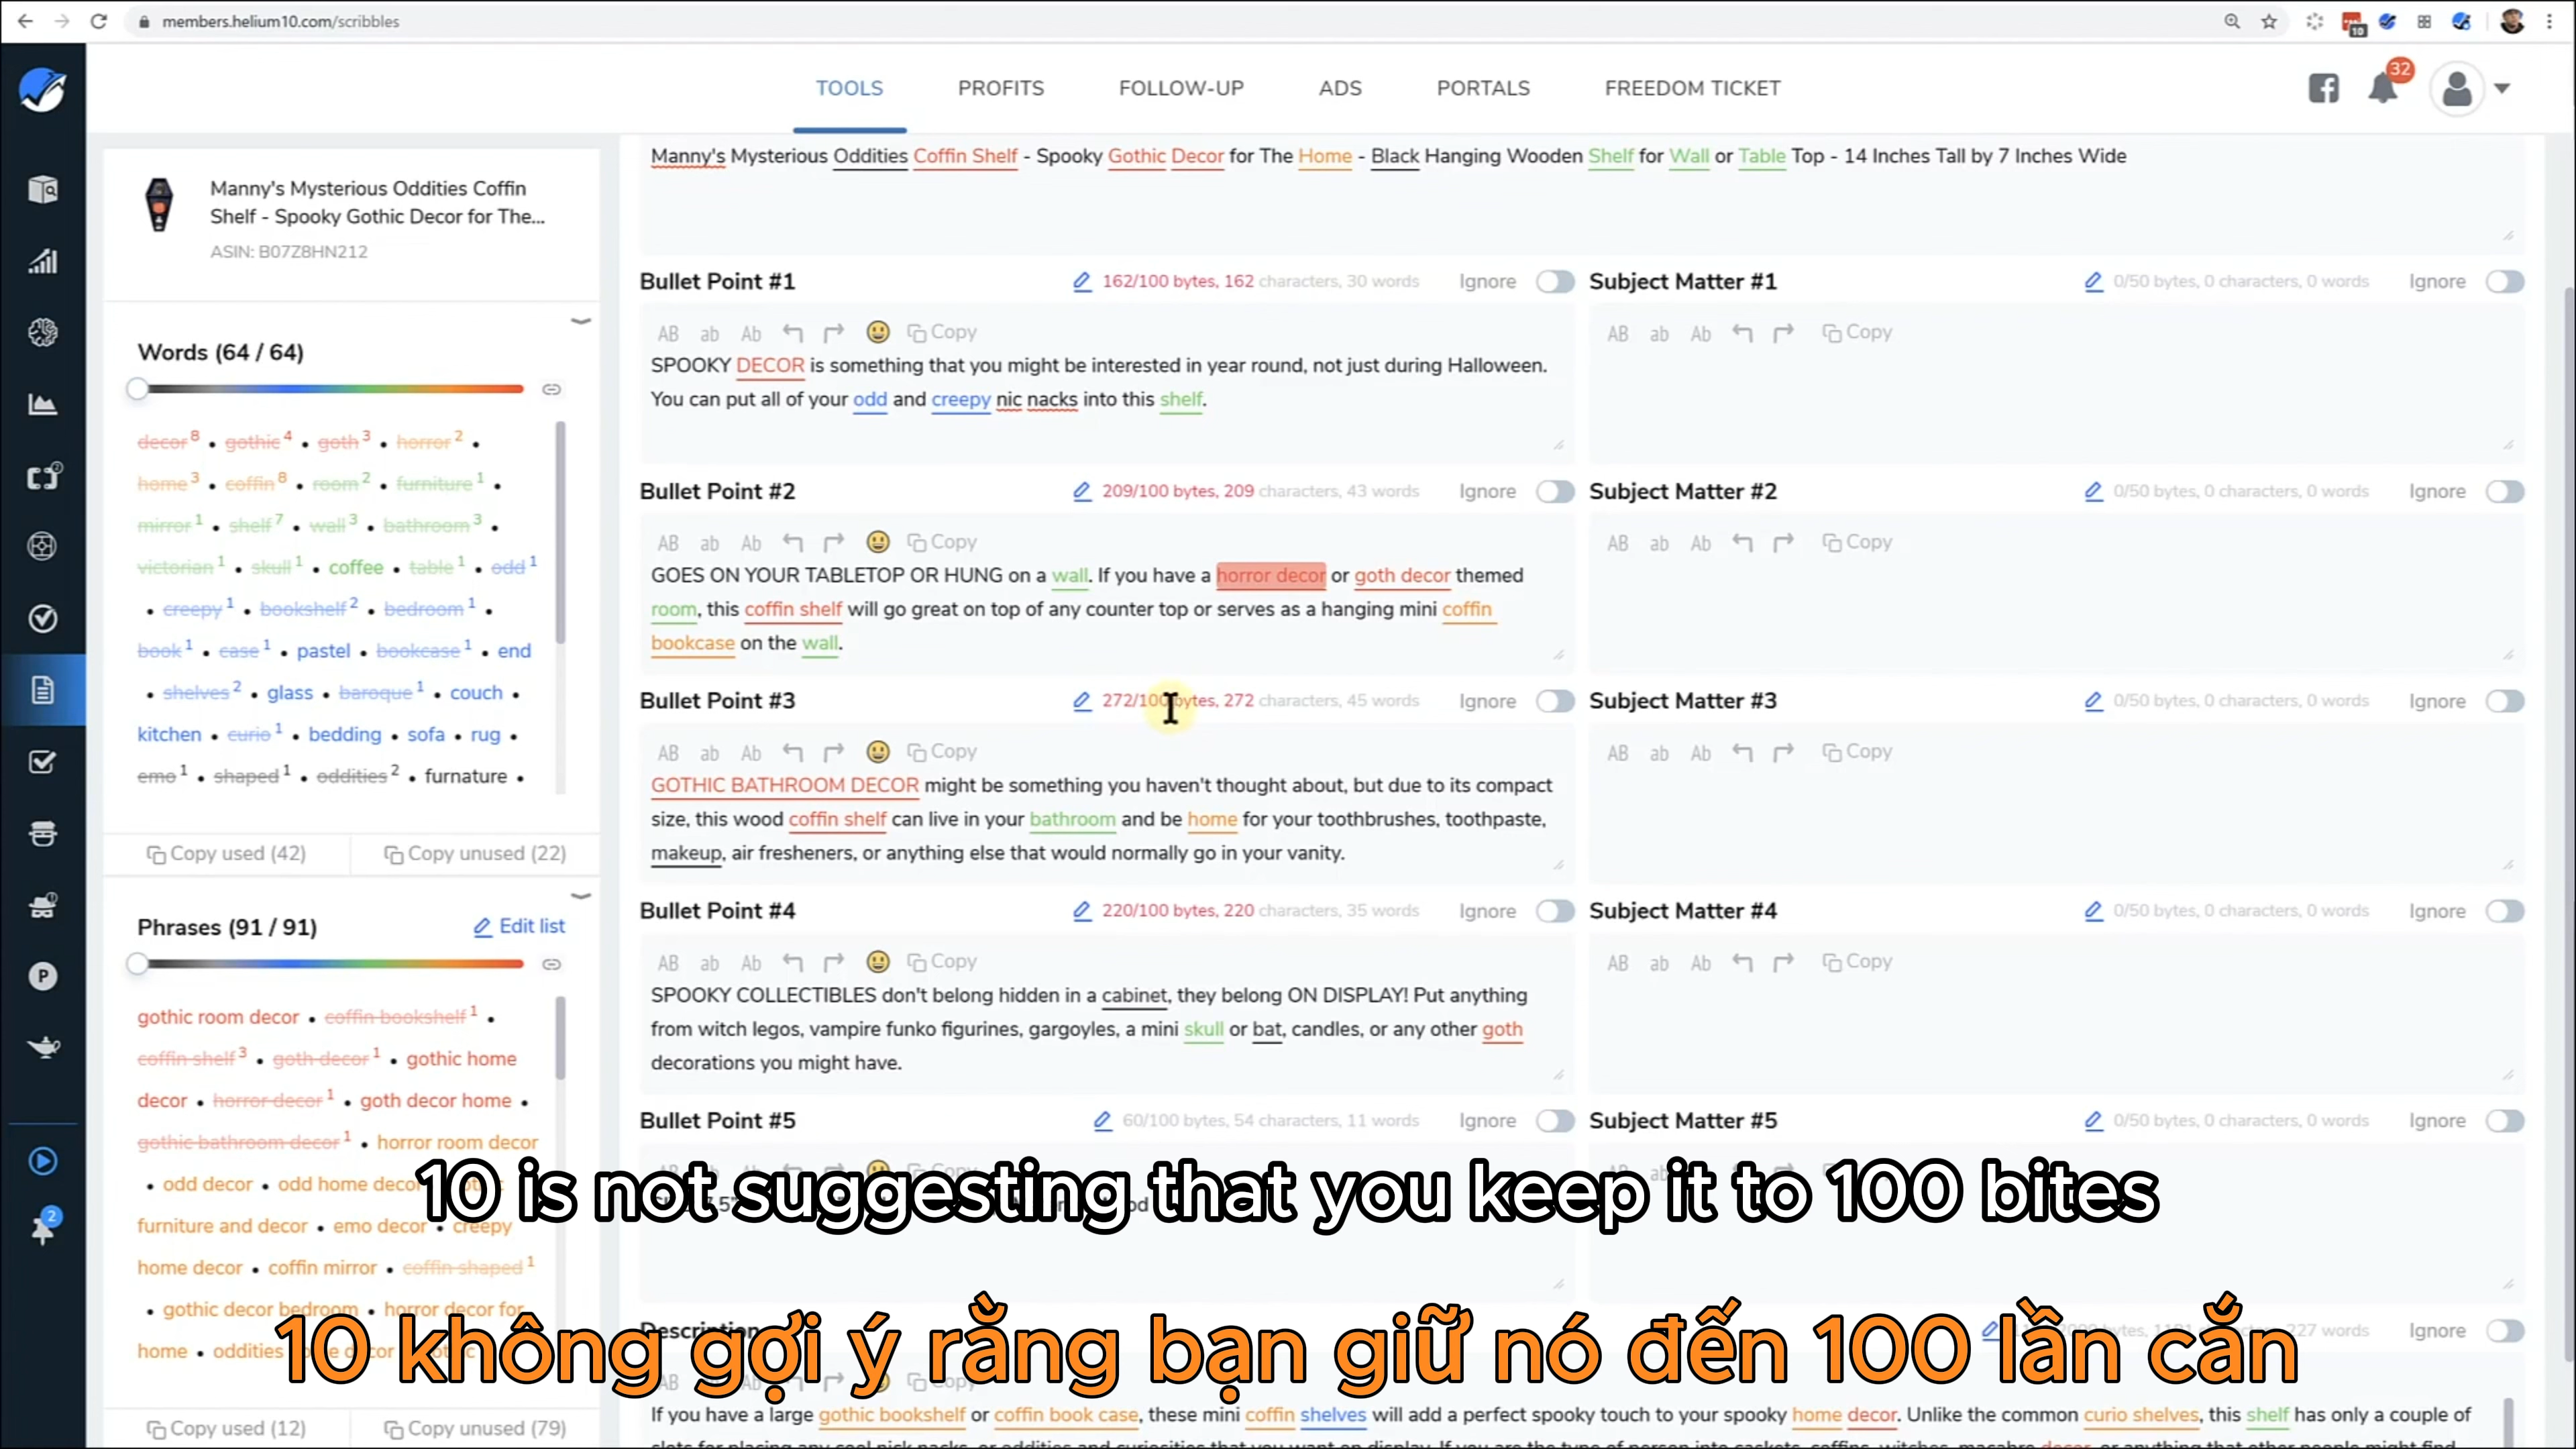 members.helium10.com/scribbles
10
TOOLS
PROFITS
FOLLOW-UP
ADS
PORTALS
FREEDOM TICKET
32
Manny's Mysterious Oddities Coffin
Shelf - Spooky Gothic Decor for The...
ASIN: B07Z8HN212
Words (64 / 64)
decor 8 • gothic 4 • goth 3 • horror 2 •
home 3 • coffin 8 • room 2 • furniture 1 •
mirror 1 • shelf 7 • wall 3 • bathroom 3 •
victorian 1 • skull 1 • coffee • table 1 • odd 1
• creepy 1 • bookshelf 2 • bedroom 1 •
book 1 • case 1 • pastel • bookcase 1 • end
• shelves 2 • glass • baroque 1 • couch •
kitchen • curio 1 • bedding • sofa • rug •
emo 1 • shaped 1 • oddities 2 • furnature •
Copy used (42)
Copy unused (22)
Phrases (91 / 91)
Edit list
gothic room decor • coffin bookshelf 1 •
coffin shelf 3 • goth decor 1 • gothic home
decor • horror decor 1 • goth decor home •
gothic bathroom decor 1 • horror room decor
• odd decor • odd home decor
furniture and decor • emo decor • creepy
home decor • coffin mirror • coffin shaped 1
• gothic decor bedroom • horror decor for
home • oddities
Copy used (12)
Copy unused (79)
P
2
Manny's Mysterious Oddities Coffin Shelf - Spooky Gothic Decor for The Home - Black Hanging Wooden Shelf for Wall or Table Top - 14 Inches Tall by 7 Inches Wide
Bullet Point #1
162/100 bytes, 162 characters, 30 words
Ignore
AB ab Ab Copy
SPOOKY DECOR is something that you might be interested in year round, not just during Halloween.
You can put all of your odd and creepy nic nacks into this shelf.
Subject Matter #1
0/50 bytes, 0 characters, 0 words
Ignore
AB ab Ab Copy
Bullet Point #2
209/100 bytes, 209 characters, 43 words
Ignore
AB ab Ab Copy
GOES ON YOUR TABLETOP OR HUNG on a wall. If you have a horror decor or goth decor themed
room, this coffin shelf will go great on top of any counter top or serves as a hanging mini coffin
bookcase on the wall.
Subject Matter #2
0/50 bytes, 0 characters, 0 words
Ignore
AB ab Ab Copy
Bullet Point #3
272/100 bytes, 272 characters, 45 words
Ignore
AB ab Ab Copy
GOTHIC BATHROOM DECOR might be something you haven't thought about, but due to its compact
size, this wood coffin shelf can live in your bathroom and be home for your toothbrushes, toothpaste,
makeup, air fresheners, or anything else that would normally go in your vanity.
Subject Matter #3
0/50 bytes, 0 characters, 0 words
Ignore
AB ab Ab Copy
Bullet Point #4
220/100 bytes, 220 characters, 35 words
Ignore
AB ab Ab Copy
SPOOKY COLLECTIBLES don't belong hidden in a cabinet, they belong ON DISPLAY! Put anything
from witch legos, vampire funko figurines, gargoyles, a mini skull or bat, candles, or any other goth
decorations you might have.
Subject Matter #4
0/50 bytes, 0 characters, 0 words
Ignore
AB ab Ab Copy
Bullet Point #5
60/100 bytes, 54 characters, 11 words
Ignore
Subject Matter #5
0/50 bytes, 0 characters, 0 words
Ignore
10 is not suggesting that you keep it to 100 bites
10 không gợi ý rằng bạn giữ nó đến 100 lần cắn
Description
227 words
Ignore
If you have a large gothic bookshelf or coffin book case, these mini coffin shelves will add a perfect spooky touch to your spooky home decor. Unlike the common curio shelves, this shelf has only a couple of